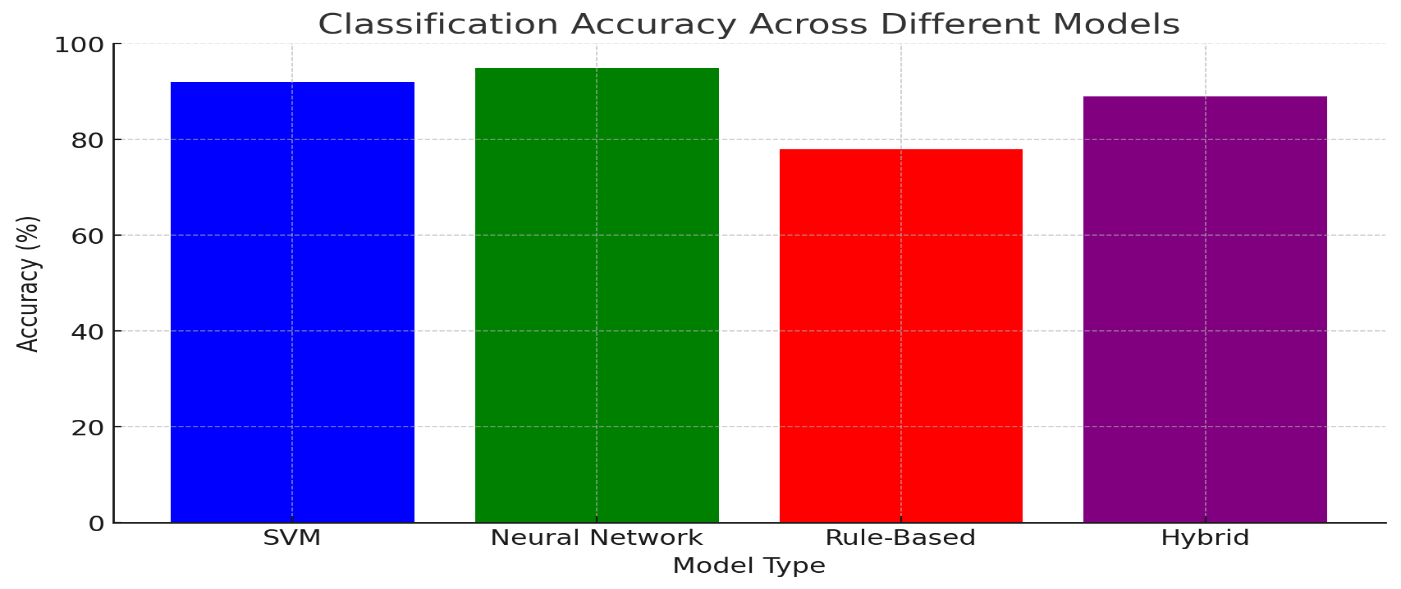 Classification Accuracy Across Different Models
Accuracy (%)
100
80
60
40
20
0
SVM
Neural Network
Rule-Based
Hybrid
Model Type